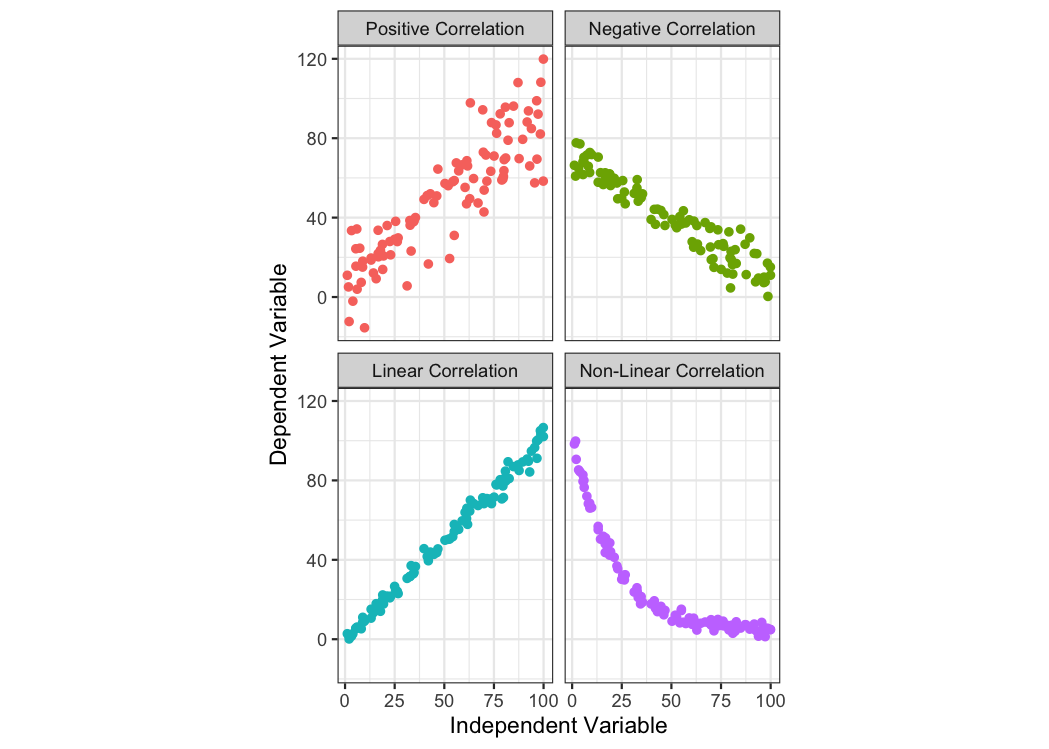 Positive Correlation
Negative Correlation
120
80
40
0
Linear Correlation
Non-Linear Correlation
120
80
40
0
0 25 50 75 100
0 25 50 75 100
Dependent Variable
Independent Variable